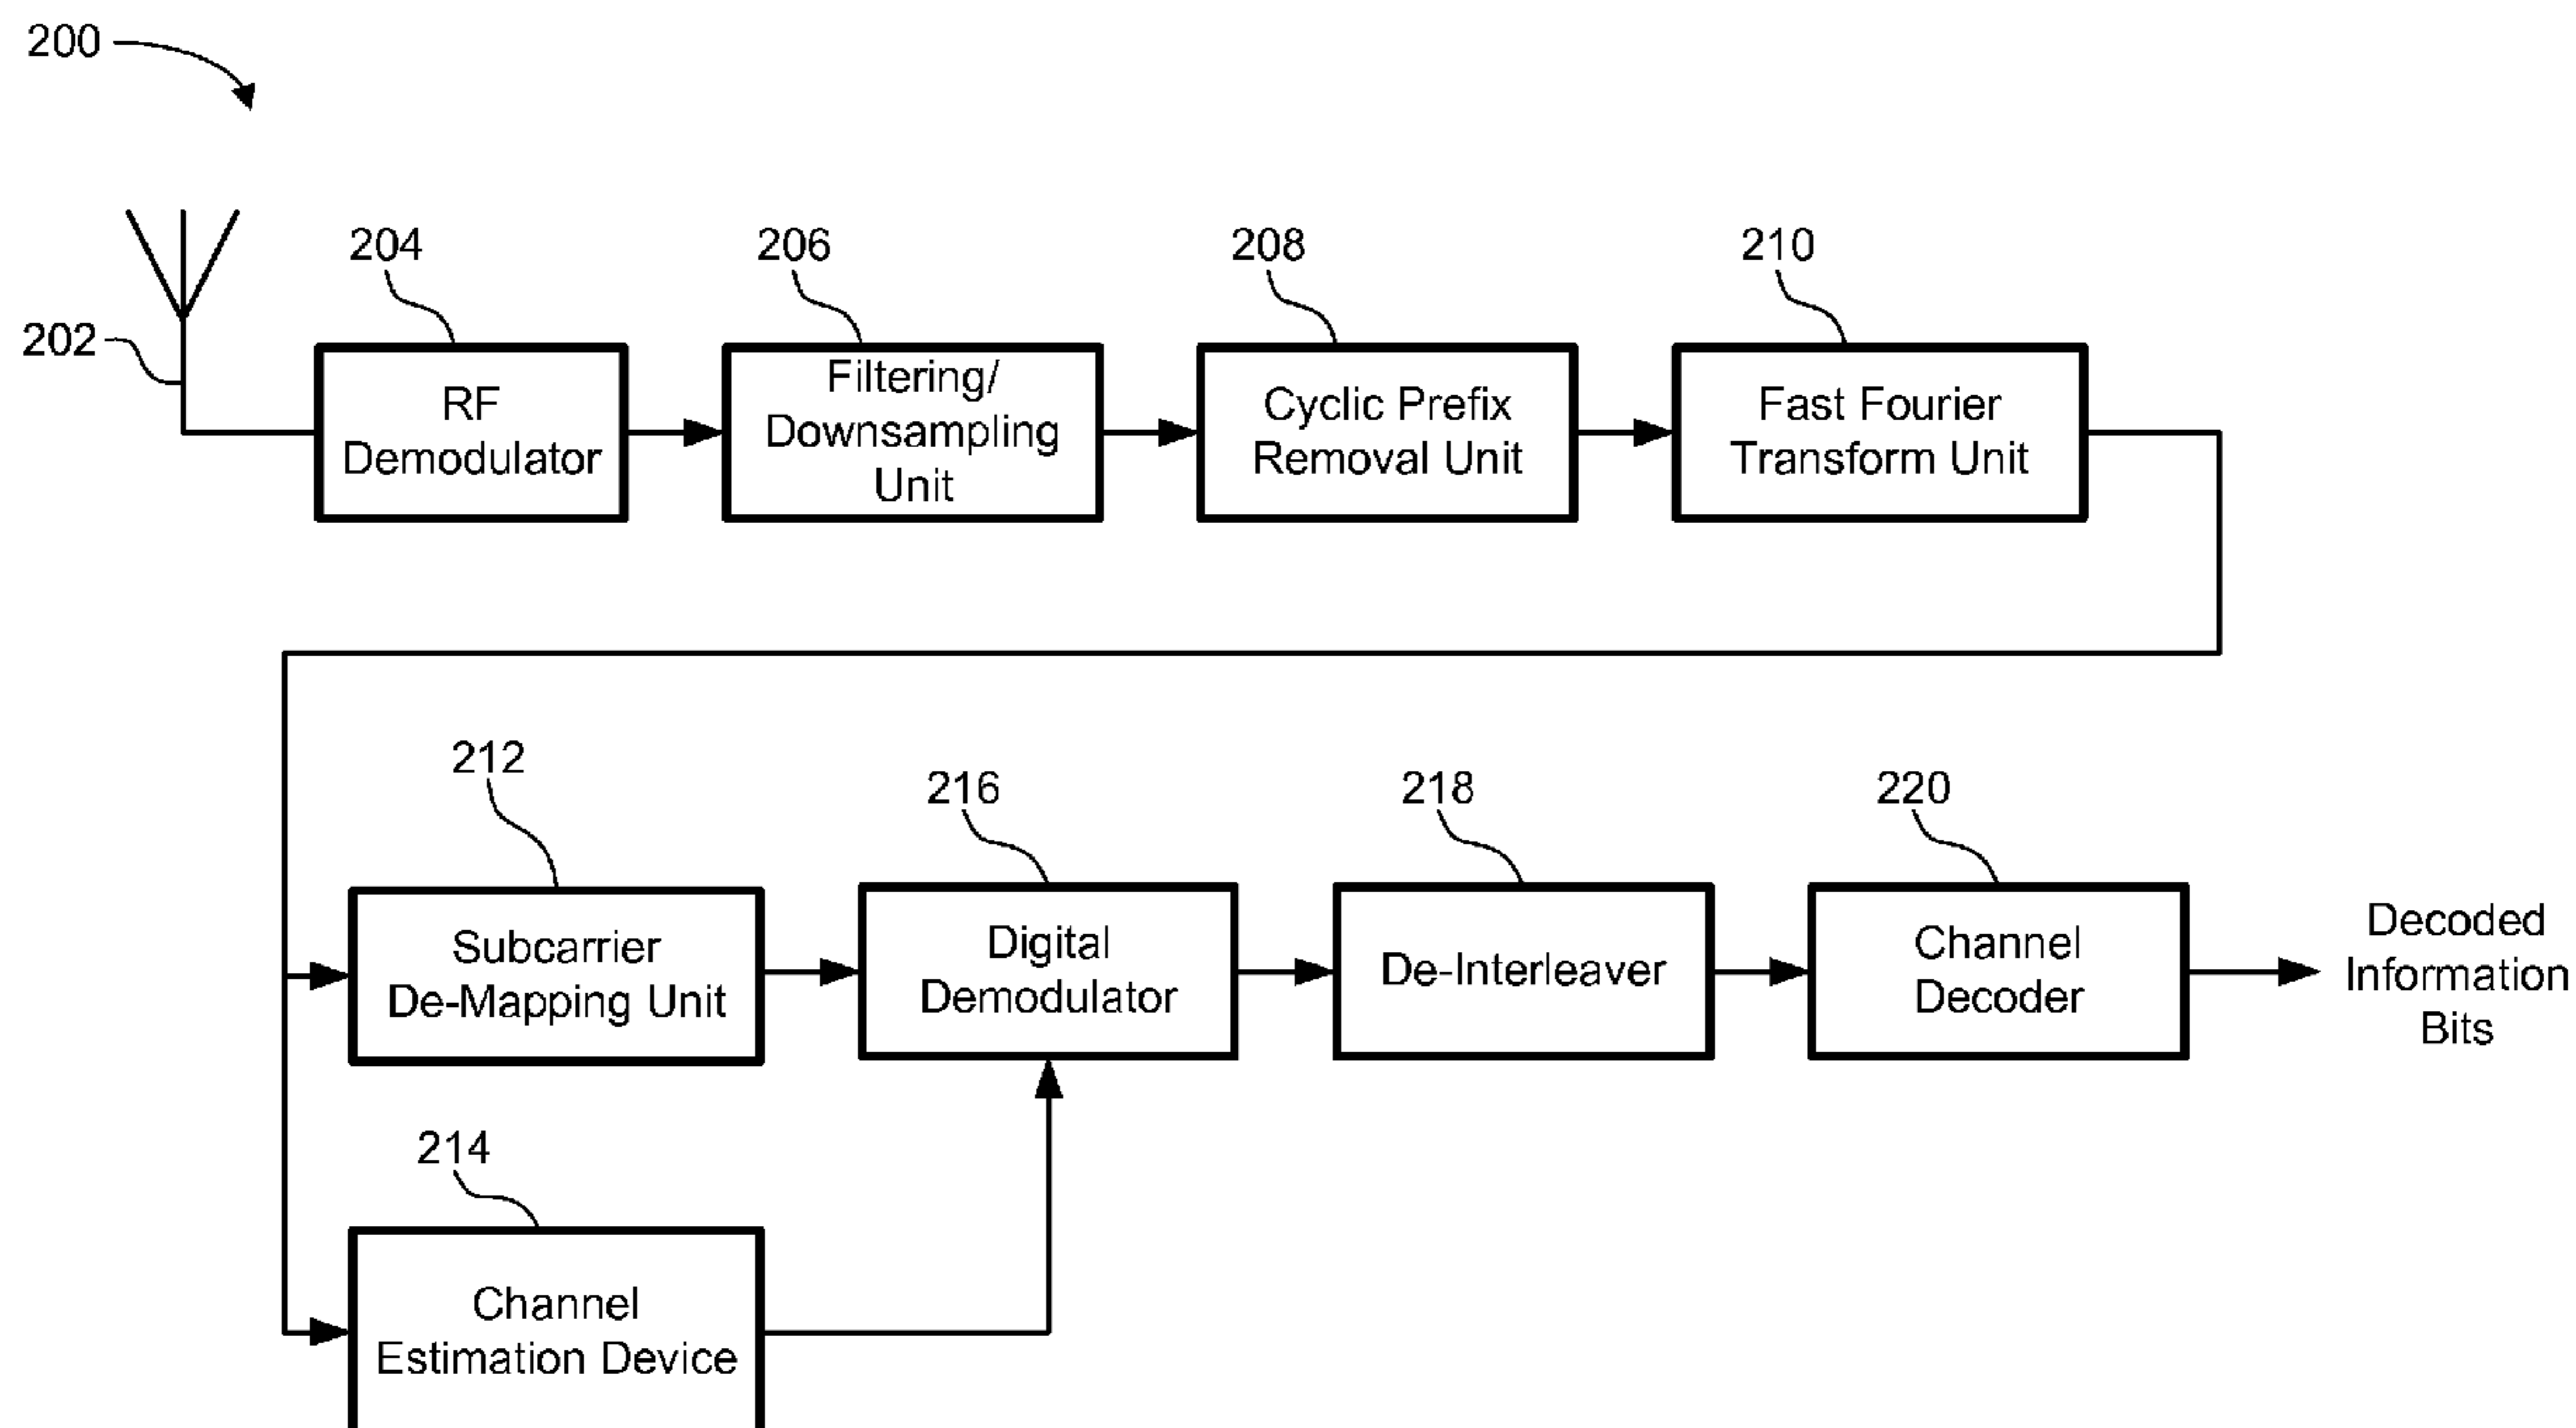 200
202
204
206
208
210
RF
Demodulator
Filtering/
Downsampling
Unit
Cyclic Prefix
Removal Unit
Fast Fourier
Transform Unit
212
216
218
220
Subcarrier
De-Mapping Unit
Digital
Demodulator
De-Interleaver
Channel
Decoder
Decoded
Information
Bits
214
Channel
Estimation Device